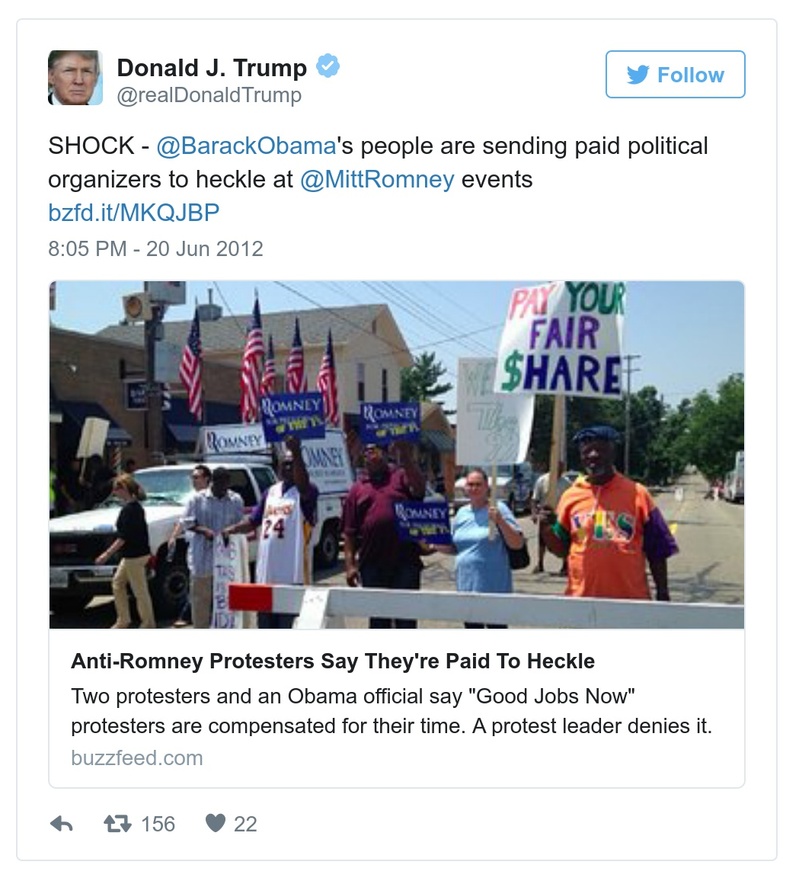 Donald J. Trump
Follow
@realDonaldTrump
SHOCK - @BarackObama's people are sending paid political
organizers to heckle at @MittRomney events
bzfd.it/MKQJBP
8:05 PM - 20 Jun 2012
PAY YOUR
FAIR
$HARE
WE
The
99
ROMNEY
ROMNEY
ROMNEY
ROMNEY
ROMNEY
24
Anti-Romney Protesters Say They're Paid To Heckle
Two protesters and an Obama official say "Good Jobs Now"
protesters are compensated for their time. A protest leader denies it.
buzzfeed.com
156
22